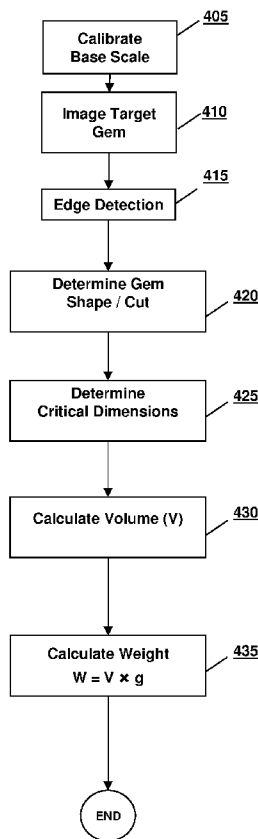 405
Calibrate
Base Scale
Image Target
Gem
410
415
Edge Detection
Determine Gem
Shape / Cut
420
Determine
Critical Dimensions
425
Calculate Volume (V)
430
Calculate Weight
W = V × g
435
END